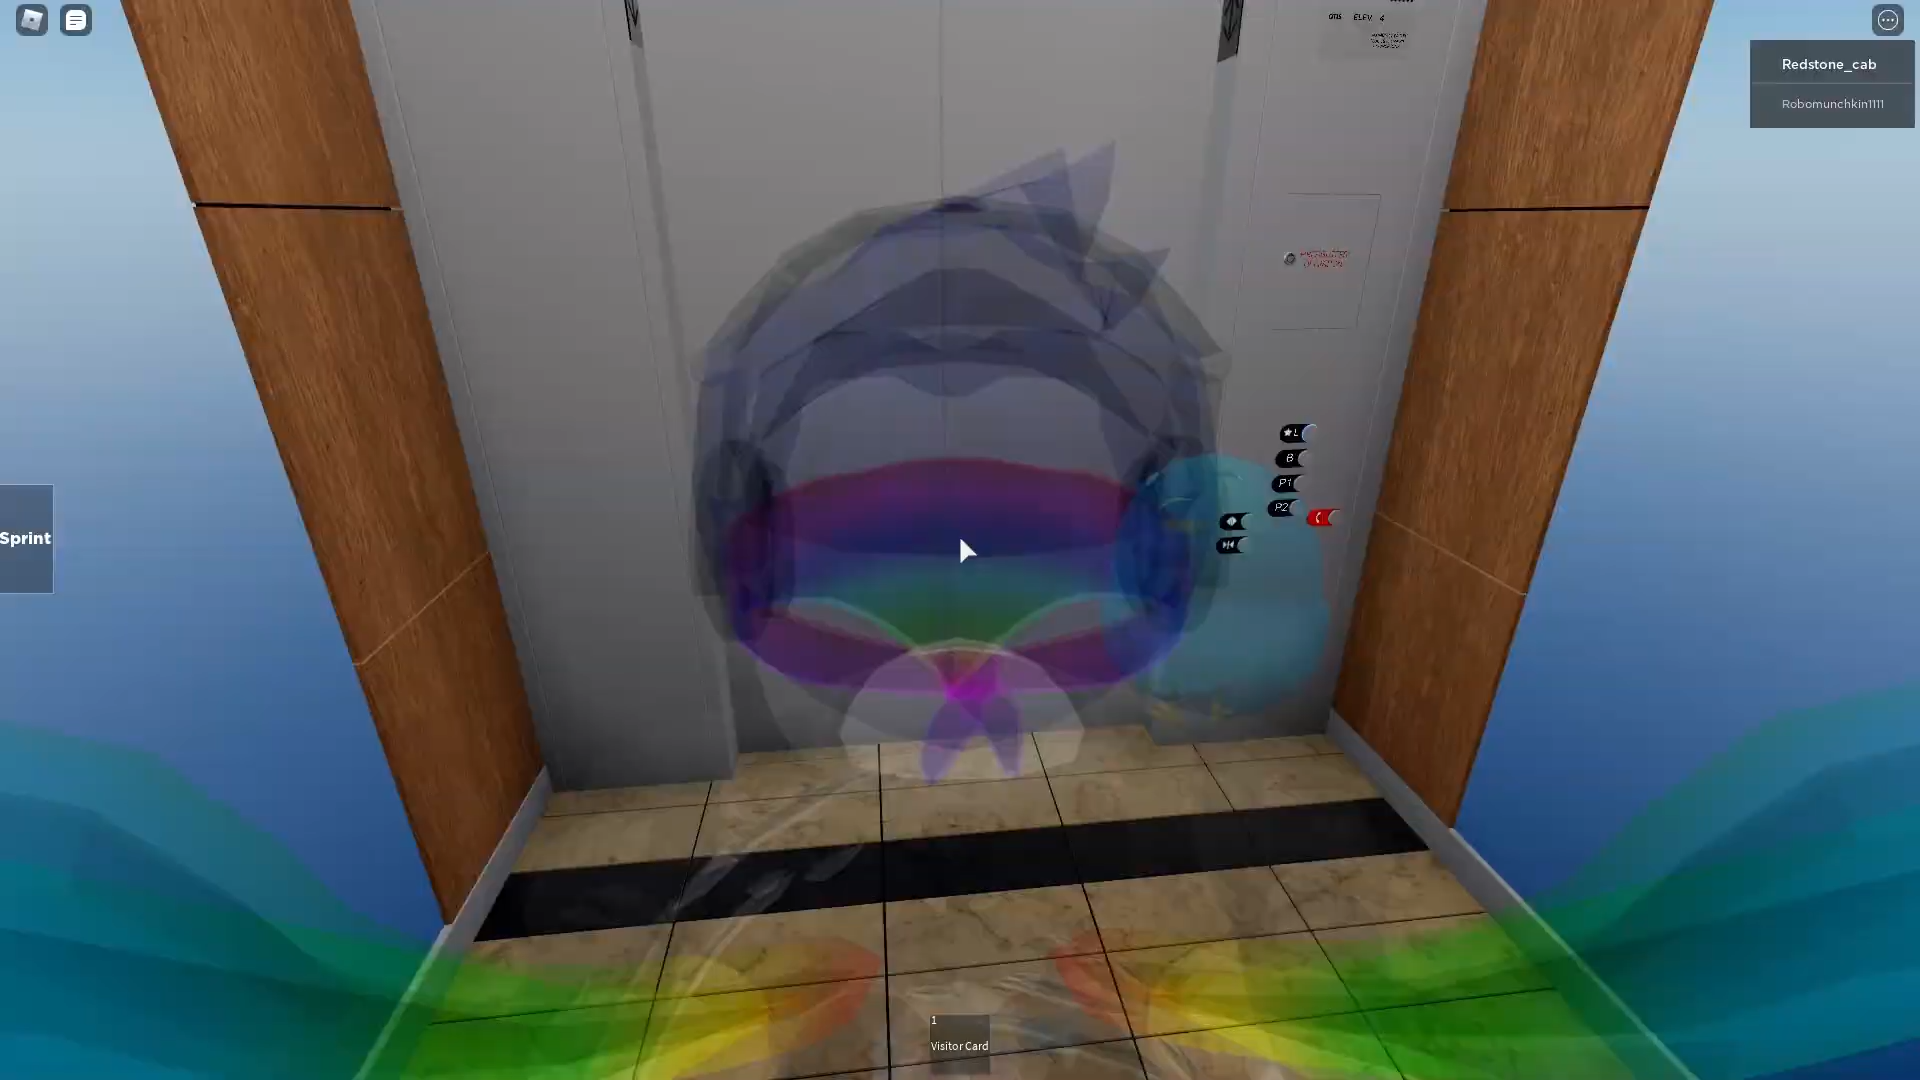 OTIS ELEV. 4
Redstone_cab
Robomunchkin1111
★L
B
P1
P2
Sprint
1
Visitor Card